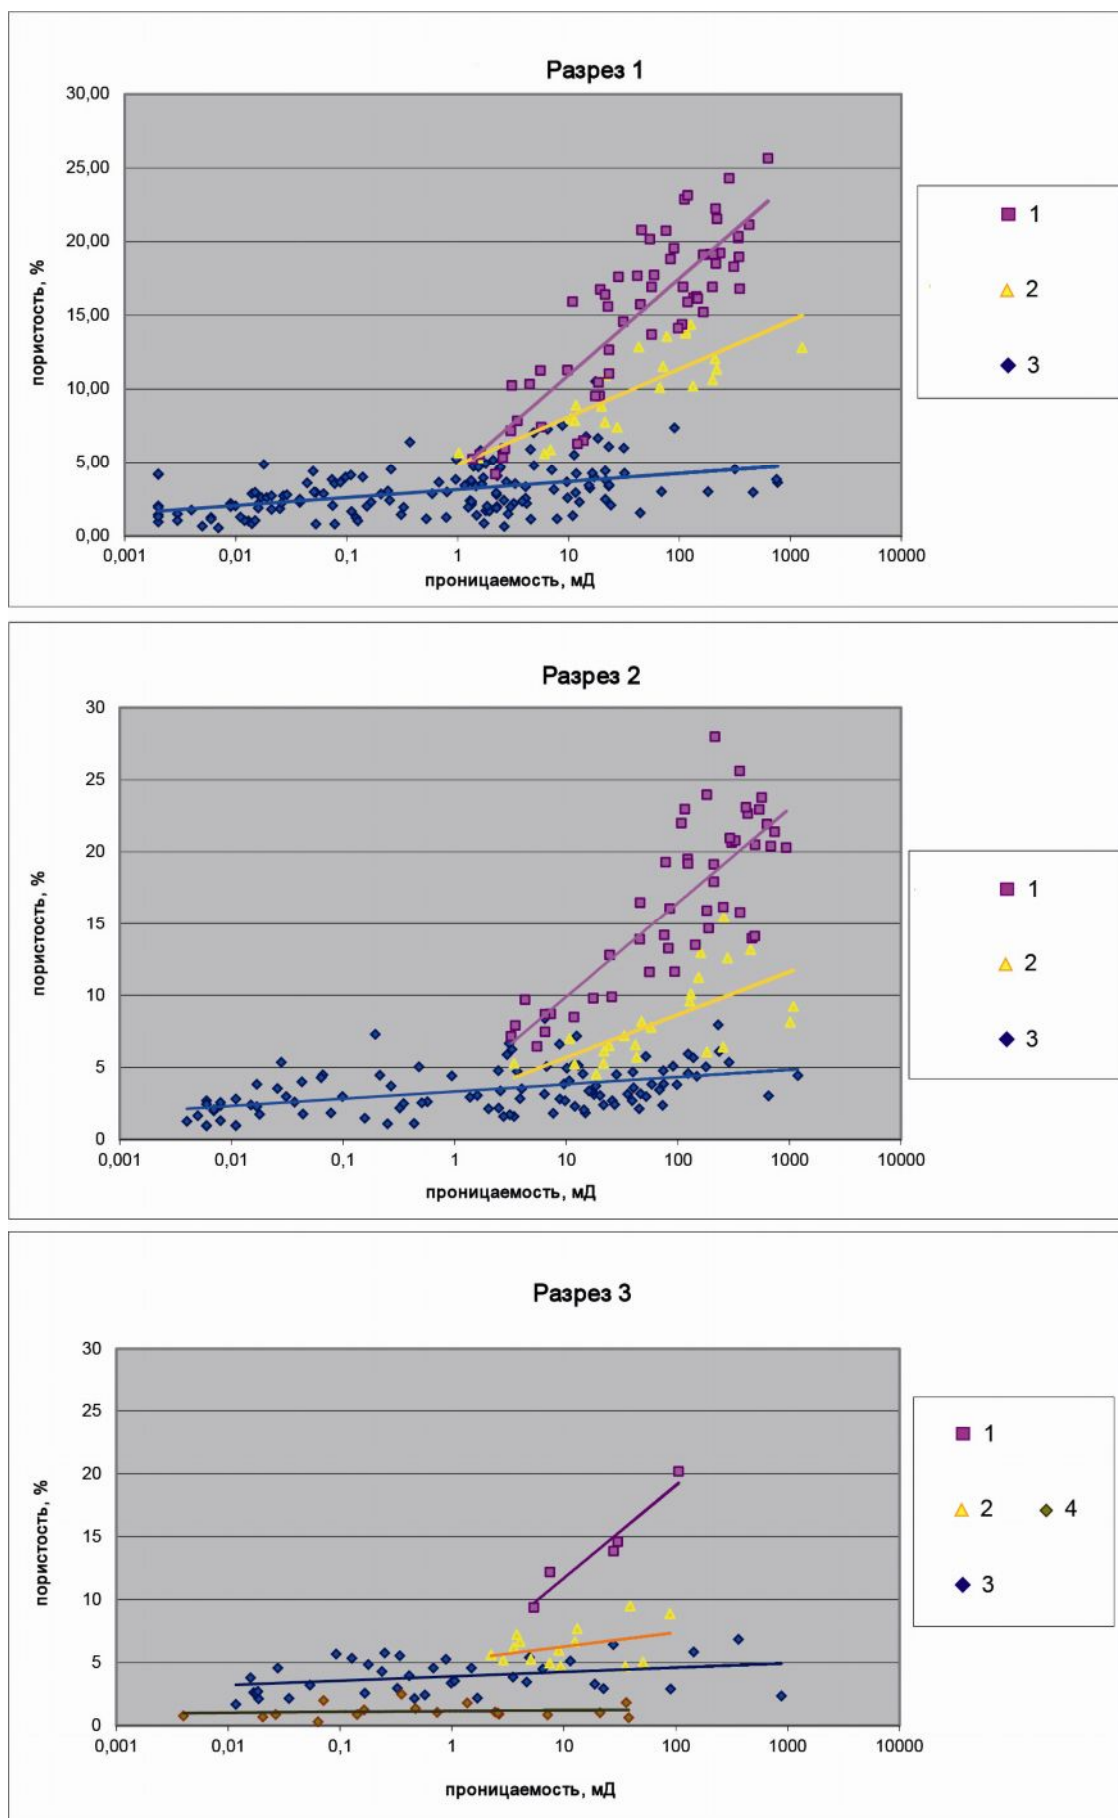 Разрез 1
30,00
25,00
20,00
15,00
10,00
5,00
0,00
пористость, %
0,001 0,01 0,1 1 10 100 1000 10000
проницаемость, мД
1
2
3
Разрез 2
30
25
20
15
10
5
0
пористость, %
0,001 0,01 0,1 1 10 100 1000 10000
проницаемость, мД
1
2
3
Разрез 3
30
25
20
15
10
5
0
пористость, %
0,001 0,01 0,1 1 10 100 1000 10000
проницаемость, мД
1
2 4
3